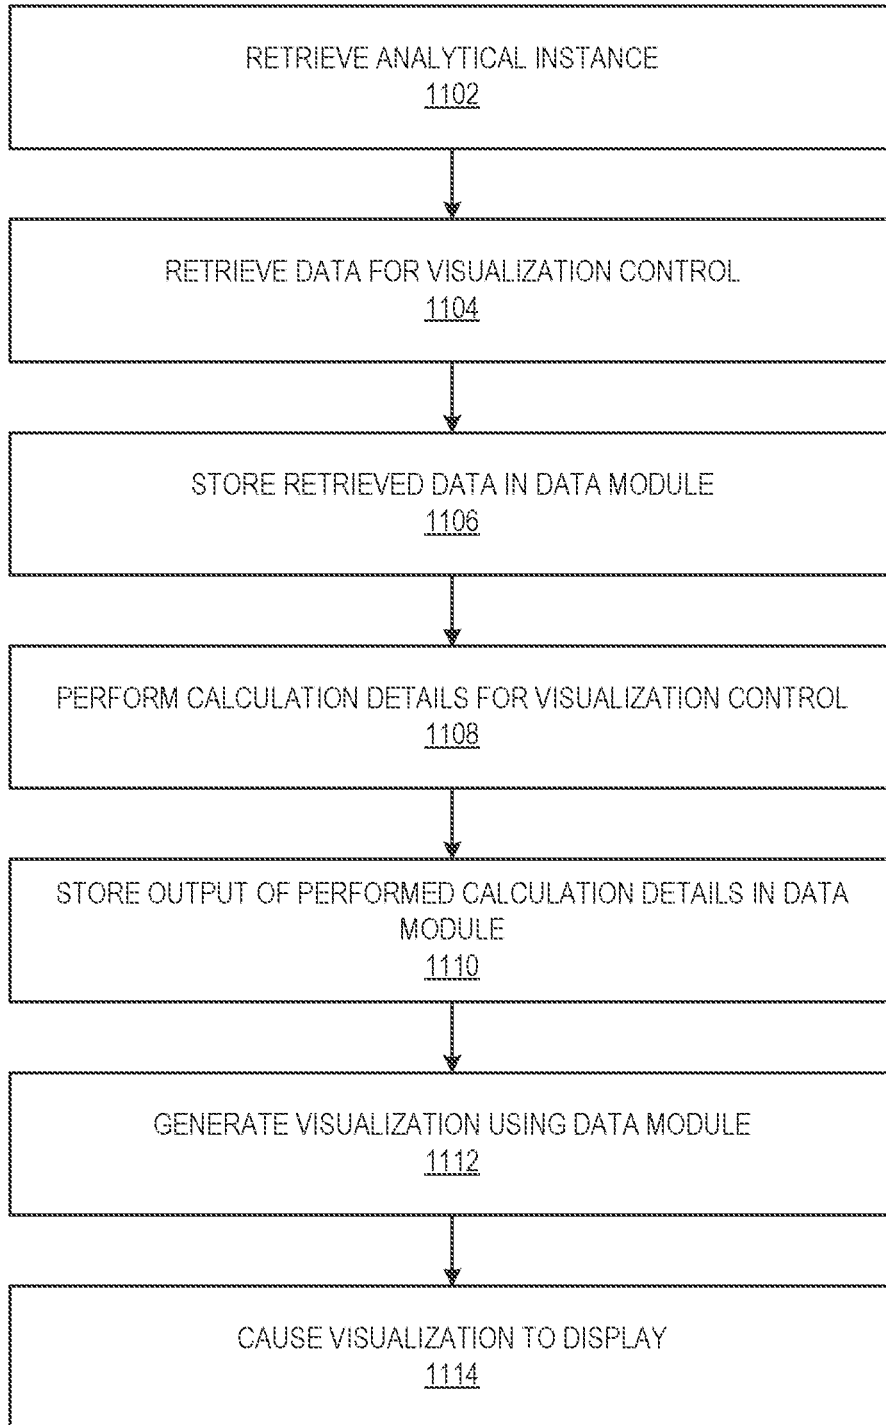 RETRIEVE ANALYTICAL INSTANCE
1102
RETRIEVE DATA FOR VISUALIZATION CONTROL
1104
STORE RETRIEVED DATA IN DATA MODULE
1106
PERFORM CALCULATION DETAILS FOR VISUALIZATION CONTROL
1108
STORE OUTPUT OF PERFORMED CALCULATION DETAILS IN DATA
MODULE
1110
GENERATE VISUALIZATION USING DATA MODULE
1112
CAUSE VISUALIZATION TO DISPLAY
1114